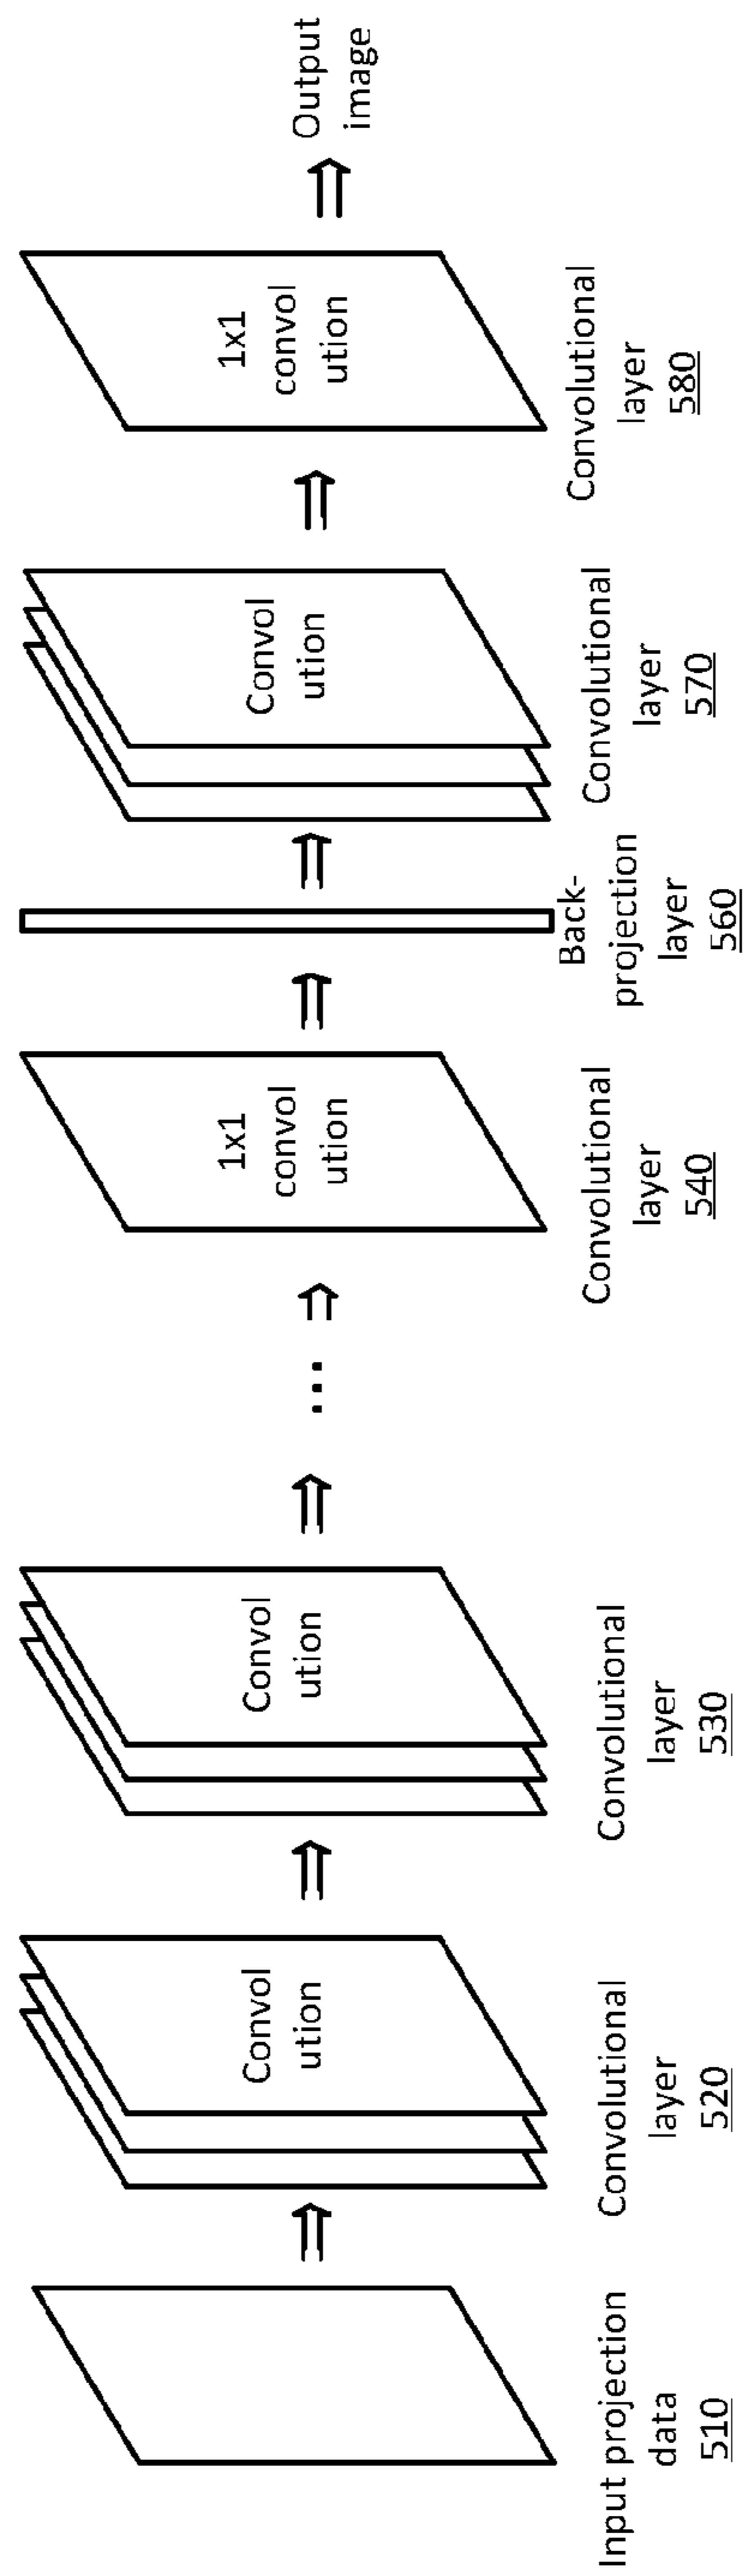 Input projection
data
510
Convol
ution
Convolutional
layer
520
Convol
ution
Convolutional
layer
530
...
1x1
convol
ution
Convolutional
layer
540
Back-
projection
layer
560
Convol
ution
Convolutional
layer
570
1x1
convol
ution
Convolutional
layer
580
Output
image